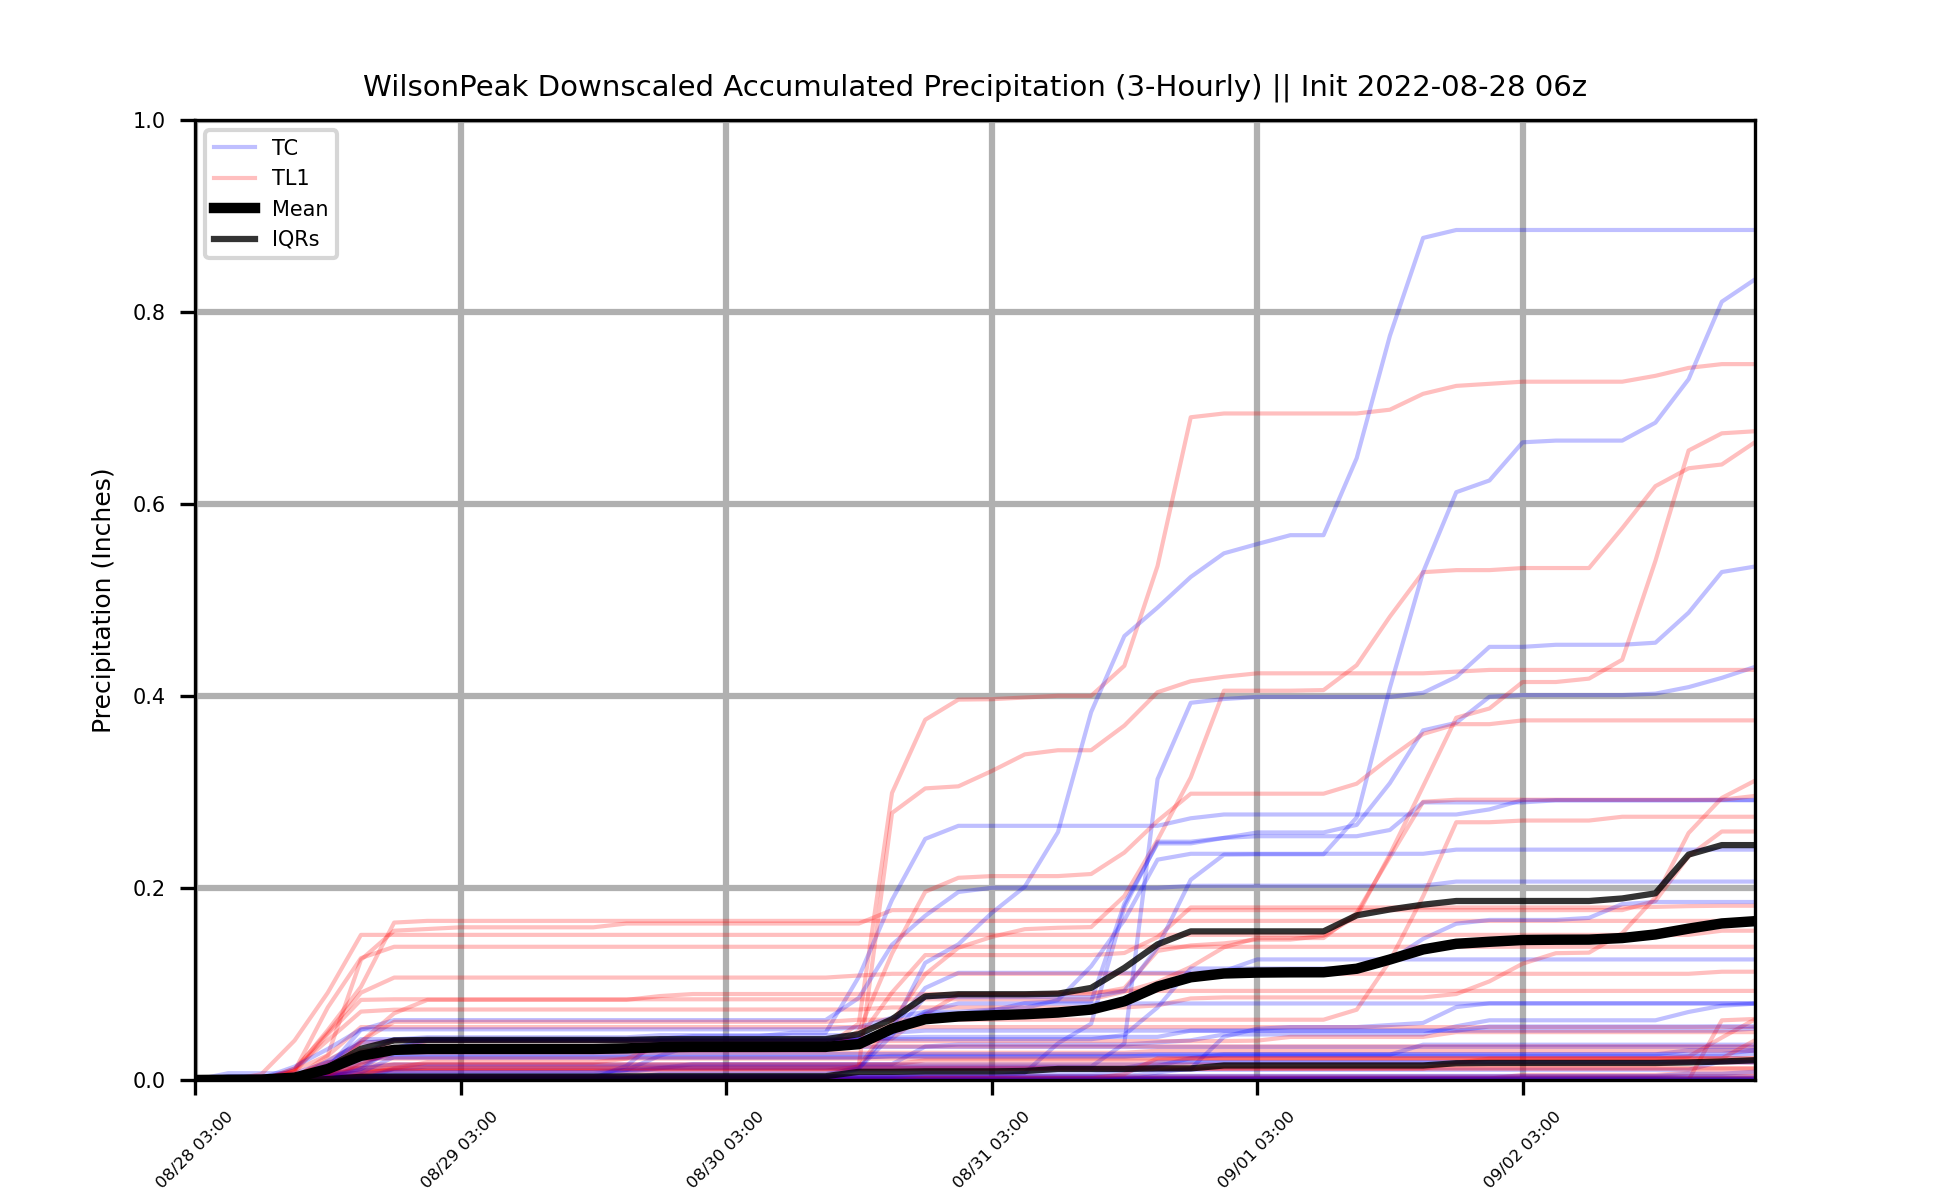 WilsonPeak Downscaled Accumulated Precipitation (3-Hourly) || Init 2022-08-28 06z
TC
TL1
Mean
IQRs
Precipitation (Inches)
1.0
0.8
0.6
0.4
0.2
0.0
08/28 03:00
08/29 03:00
08/30 03:00
08/31 03:00
09/01 03:00
09/02 03:00